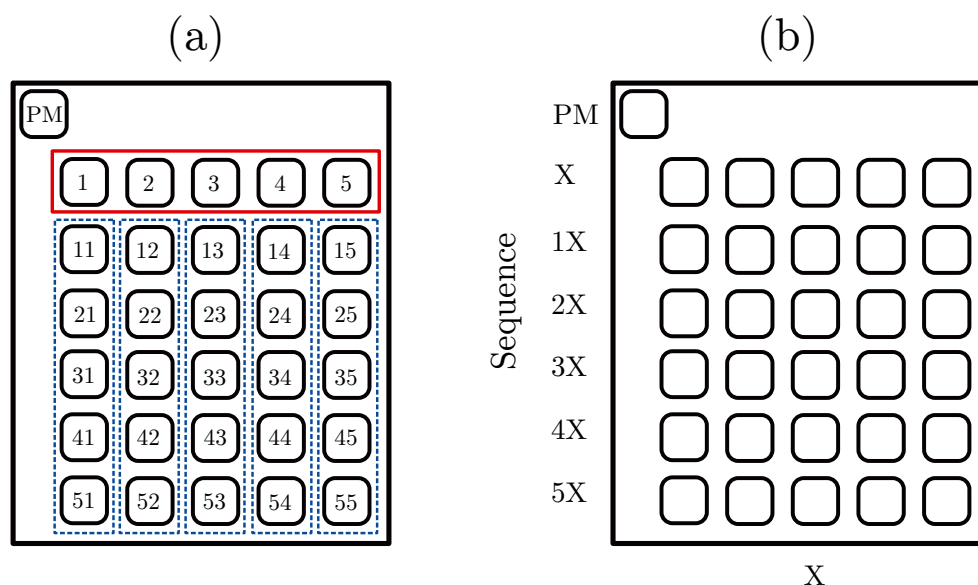 (a)
PM
1 2 3 4 5
11 12 13 14 15
21 22 23 24 25
31 32 33 34 35
41 42 43 44 45
51 52 53 54 55
(b)
PM
X
1X
2X
3X
4X
5X
Sequence
X